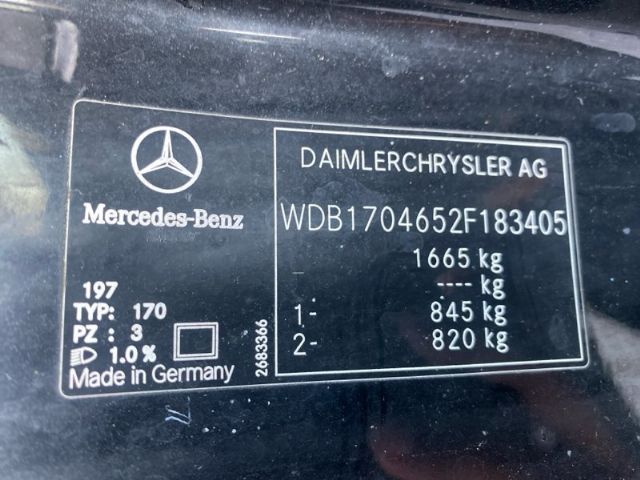 Mercedes-Benz
197
TYP: 170
PZ : 3
1.0 %
Made in Germany
2683366
DAIMLERCHRYSLER AG
WDB1704652F183405
1665 kg
---- kg
1- 845 kg
2- 820 kg